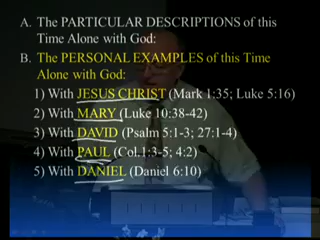 A. The PARTICULAR DESCRIPTIONS of this
Time Alone with God:
B. The PERSONAL EXAMPLES of this Time
Alone with God:
1) With JESUS CHRIST (Mark 1:35; Luke 5:16)
2) With MARY (Luke 10:38-42)
3) With DAVID (Psalm 5:1-3; 27:1-4)
4) With PAUL (Col.1:3-5; 4:2)
5) With DANIEL (Daniel 6:10)